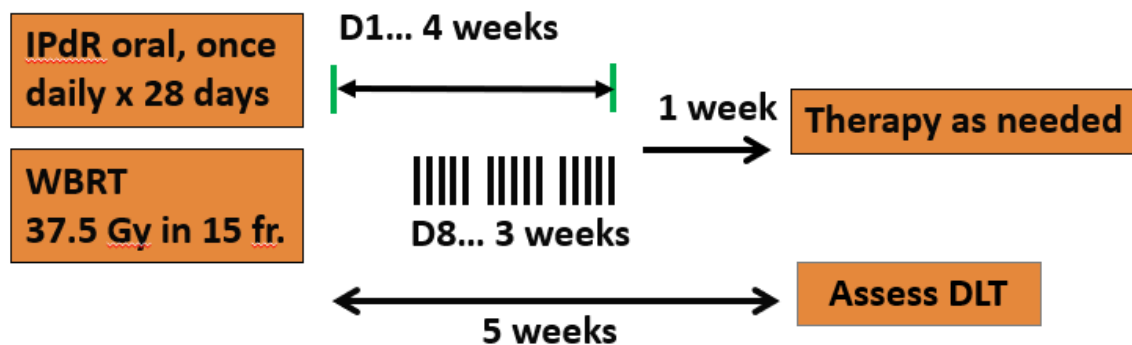 IPdR oral, once
daily x 28 days
D1... 4 weeks
1 week
Therapy as needed
WBRT
37.5 Gy in 15 fr.
D8... 3 weeks
5 weeks
Assess DLT